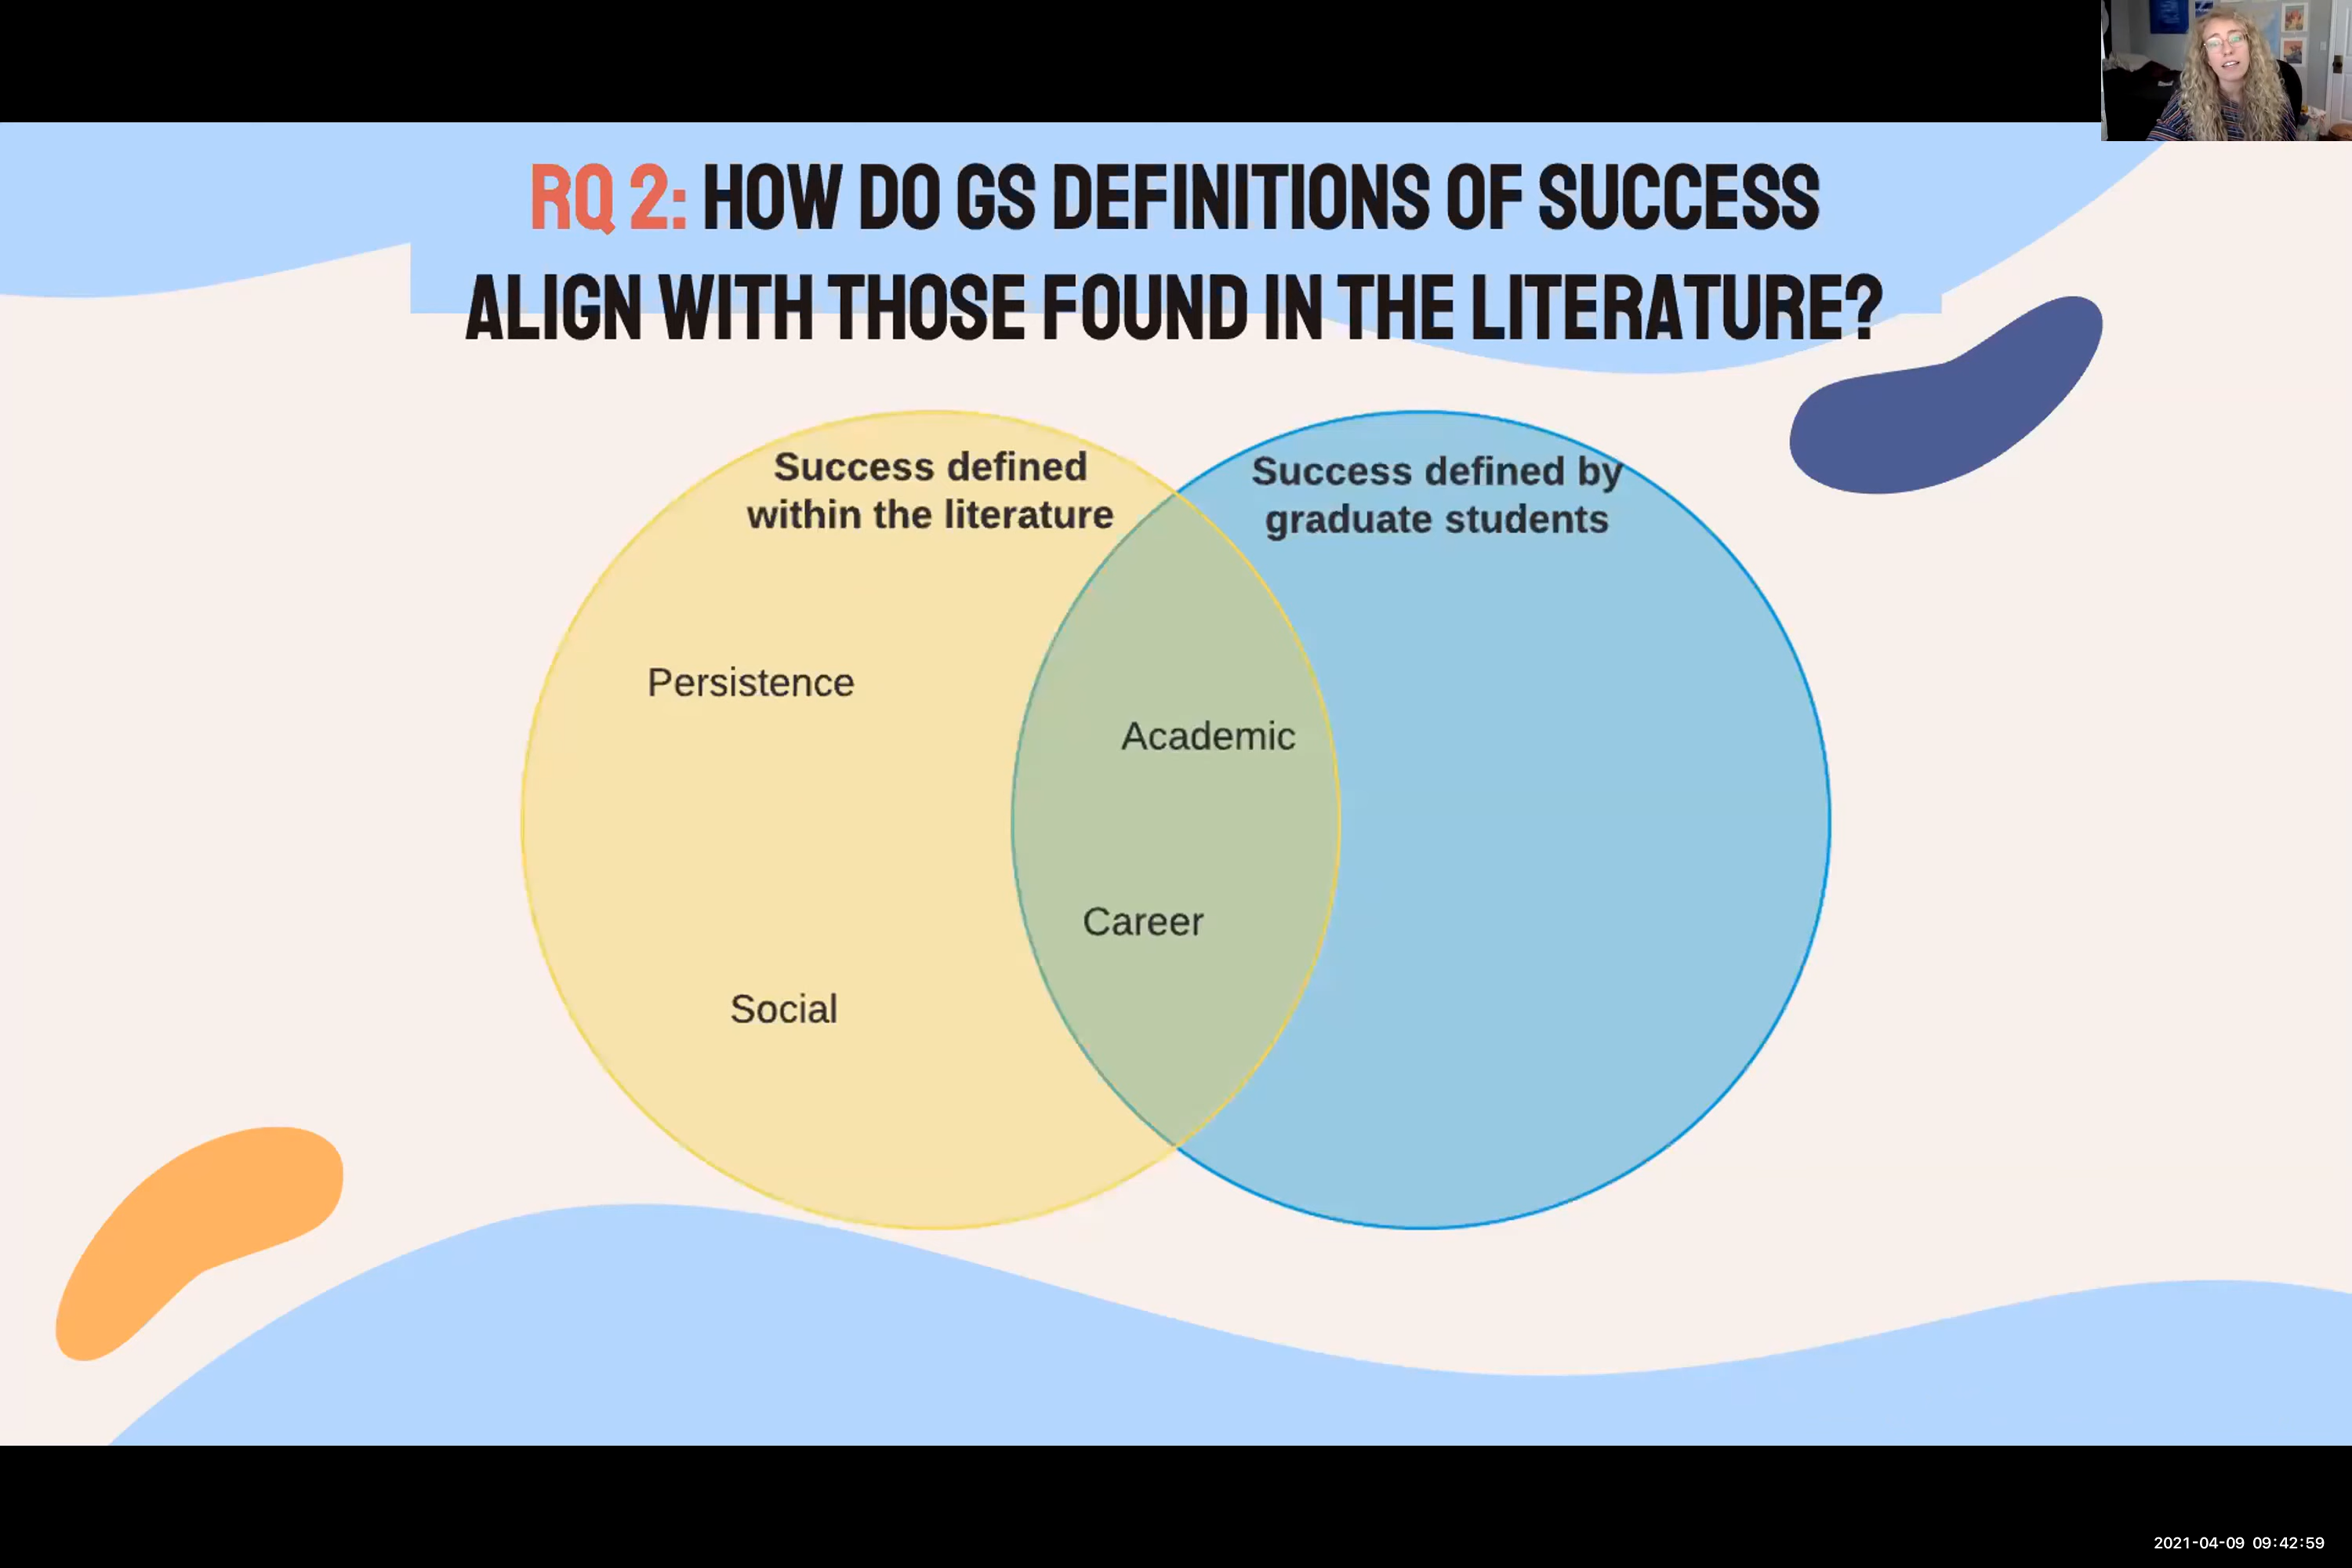 RQ 2: HOW DO GS DEFINITIONS OF SUCCESS
ALIGN WITH THOSE FOUND IN THE LITERATURE?
Success defined
within the literature
Success defined by
graduate students
Persistence
Academic
Career
Social
2021-04-09 09:42:59